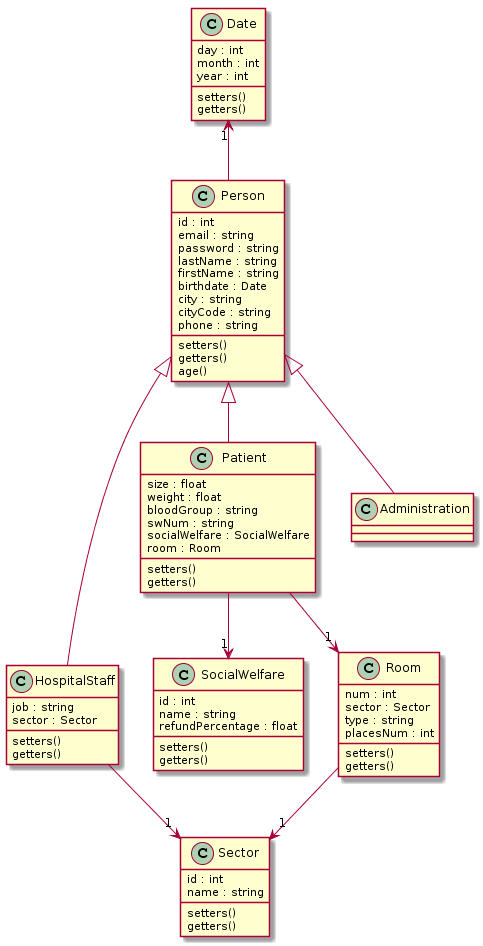 C Date
day : int
month : int
year : int
setters()
getters()
1
C Person
id : int
email : string
password : string
lastName : string
firstName : string
birthdate : Date
city : string
cityCode : string
phone : string
setters()
getters()
age()
C Patient
size : float
weight : float
bloodGroup : string
swNum : string
socialWelfare : SocialWelfare
room : Room
setters()
getters()
C Administration
1
1
C HospitalStaff
job : string
sector : Sector
setters()
getters()
C SocialWelfare
id : int
name : string
refundPercentage : float
setters()
getters()
C Room
num : int
sector : Sector
type : string
placesNum : int
setters()
getters()
1
1
C Sector
id : int
name : string
setters()
getters()